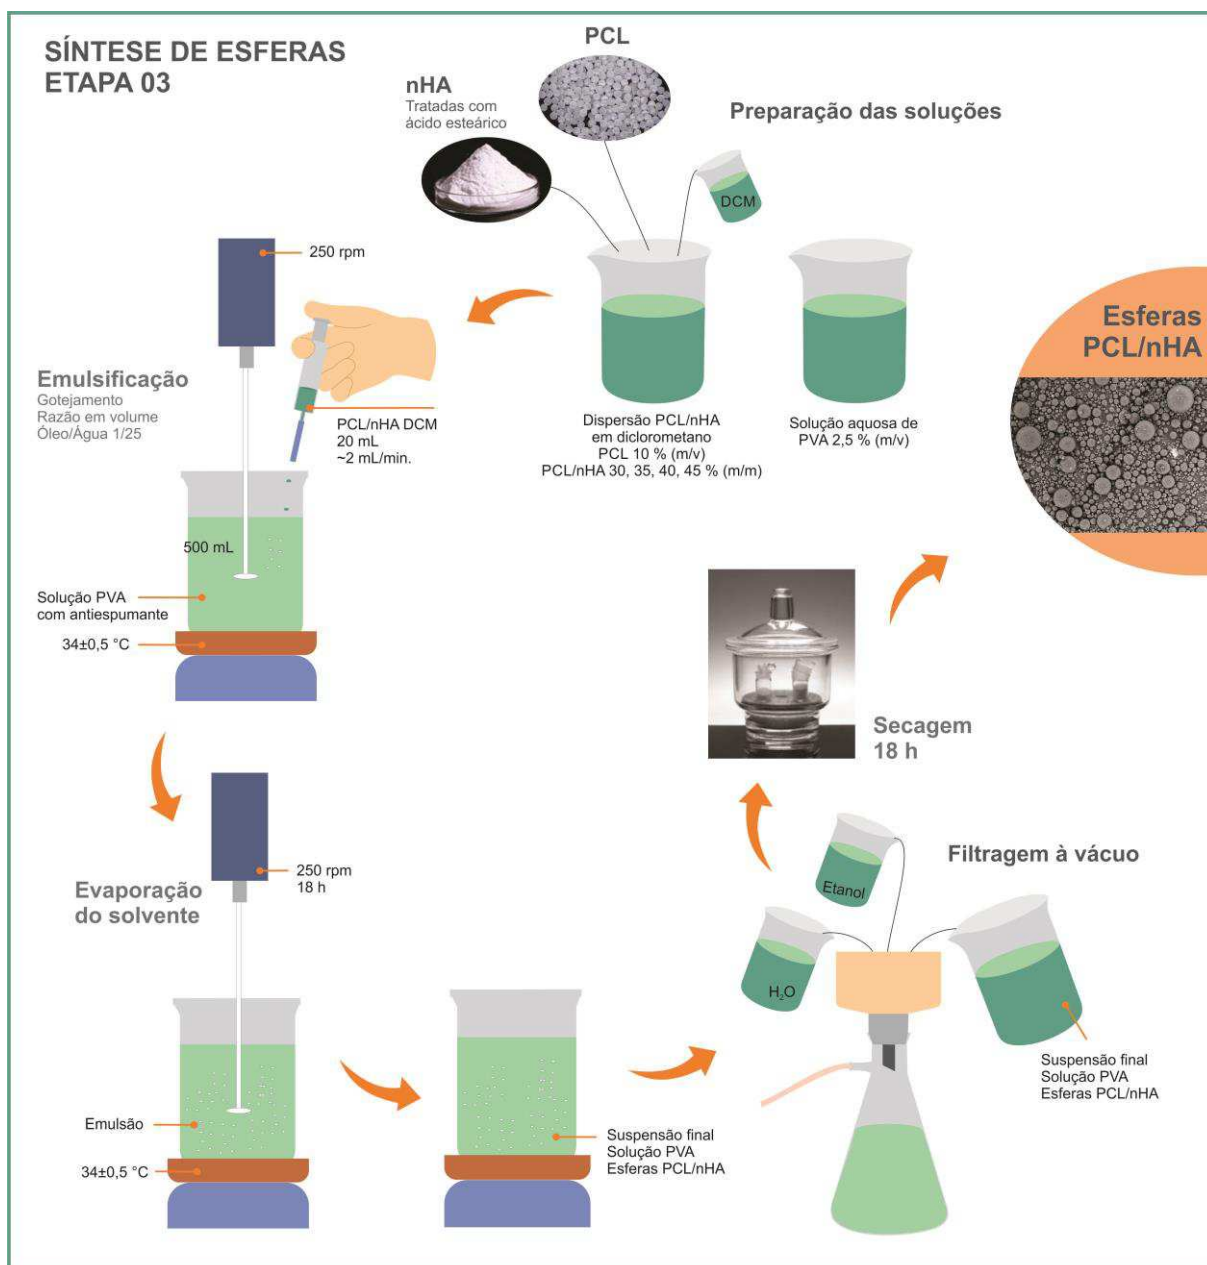 SÍNTESE DE ESFERAS
ETAPA 03
PCL
nHA
Tratadas com
ácido esteárico
Preparação das soluções
DCM
Dispersão PCL/nHA
em diclorometano
PCL 10 % (m/v)
PCL/nHA 30, 35, 40, 45 % (m/m)
Solução aquosa de
PVA 2,5 % (m/v)
250 rpm
Emulsificação
Gotejamento
Razão em volume
Óleo/Água 1/25
PCL/nHA DCM
20 mL
~2 mL/min.
500 mL
Solução PVA
com antiespumante
34±0,5 °C
Evaporação
do solvente
250 rpm
18 h
Emulsão
34±0,5 °C
Suspensão final
Solução PVA
Esferas PCL/nHA
Filtragem à vácuo
Etanol
H₂O
Suspensão final
Solução PVA
Esferas PCL/nHA
Secagem
18 h
Esferas
PCL/nHA